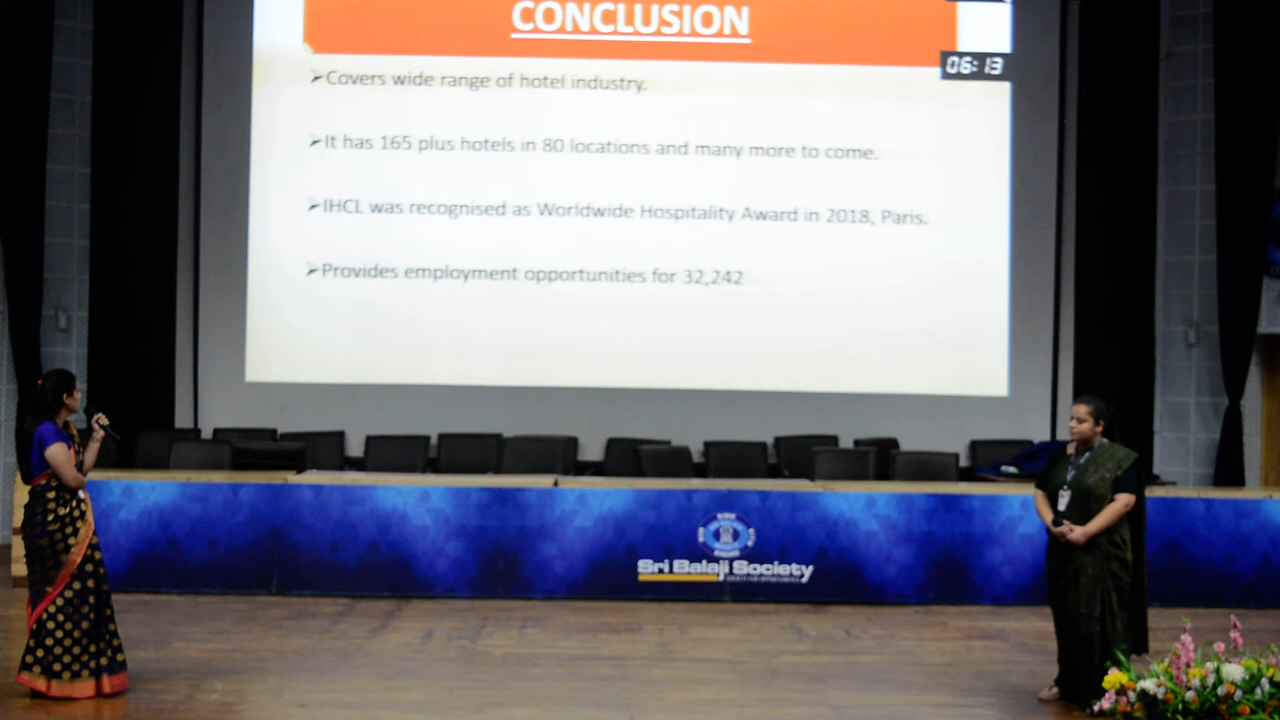 CONCLUSION
06:13
➢Covers wide range of hotel industry.
➢It has 165 plus hotels in 80 locations and many more to come.
➢IHCL was recognised as Worldwide Hospitality Award in 2018, Paris.
➢Provides employment opportunities for 32,242
Sri Balaji Society